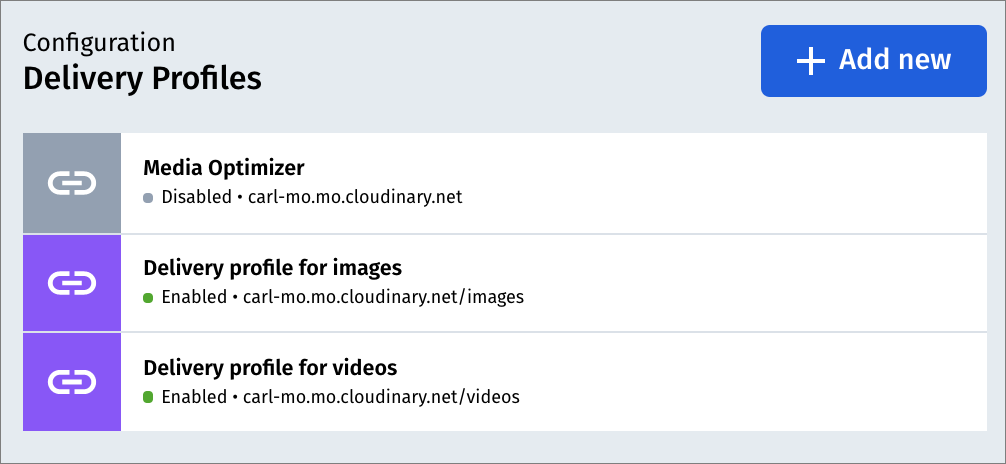 Configuration
Delivery Profiles
Add new
Media Optimizer
Disabled • carl-mo.mo.cloudinary.net
Delivery profile for images
Enabled • carl-mo.mo.cloudinary.net/images
Delivery profile for videos
Enabled • carl-mo.mo.cloudinary.net/videos